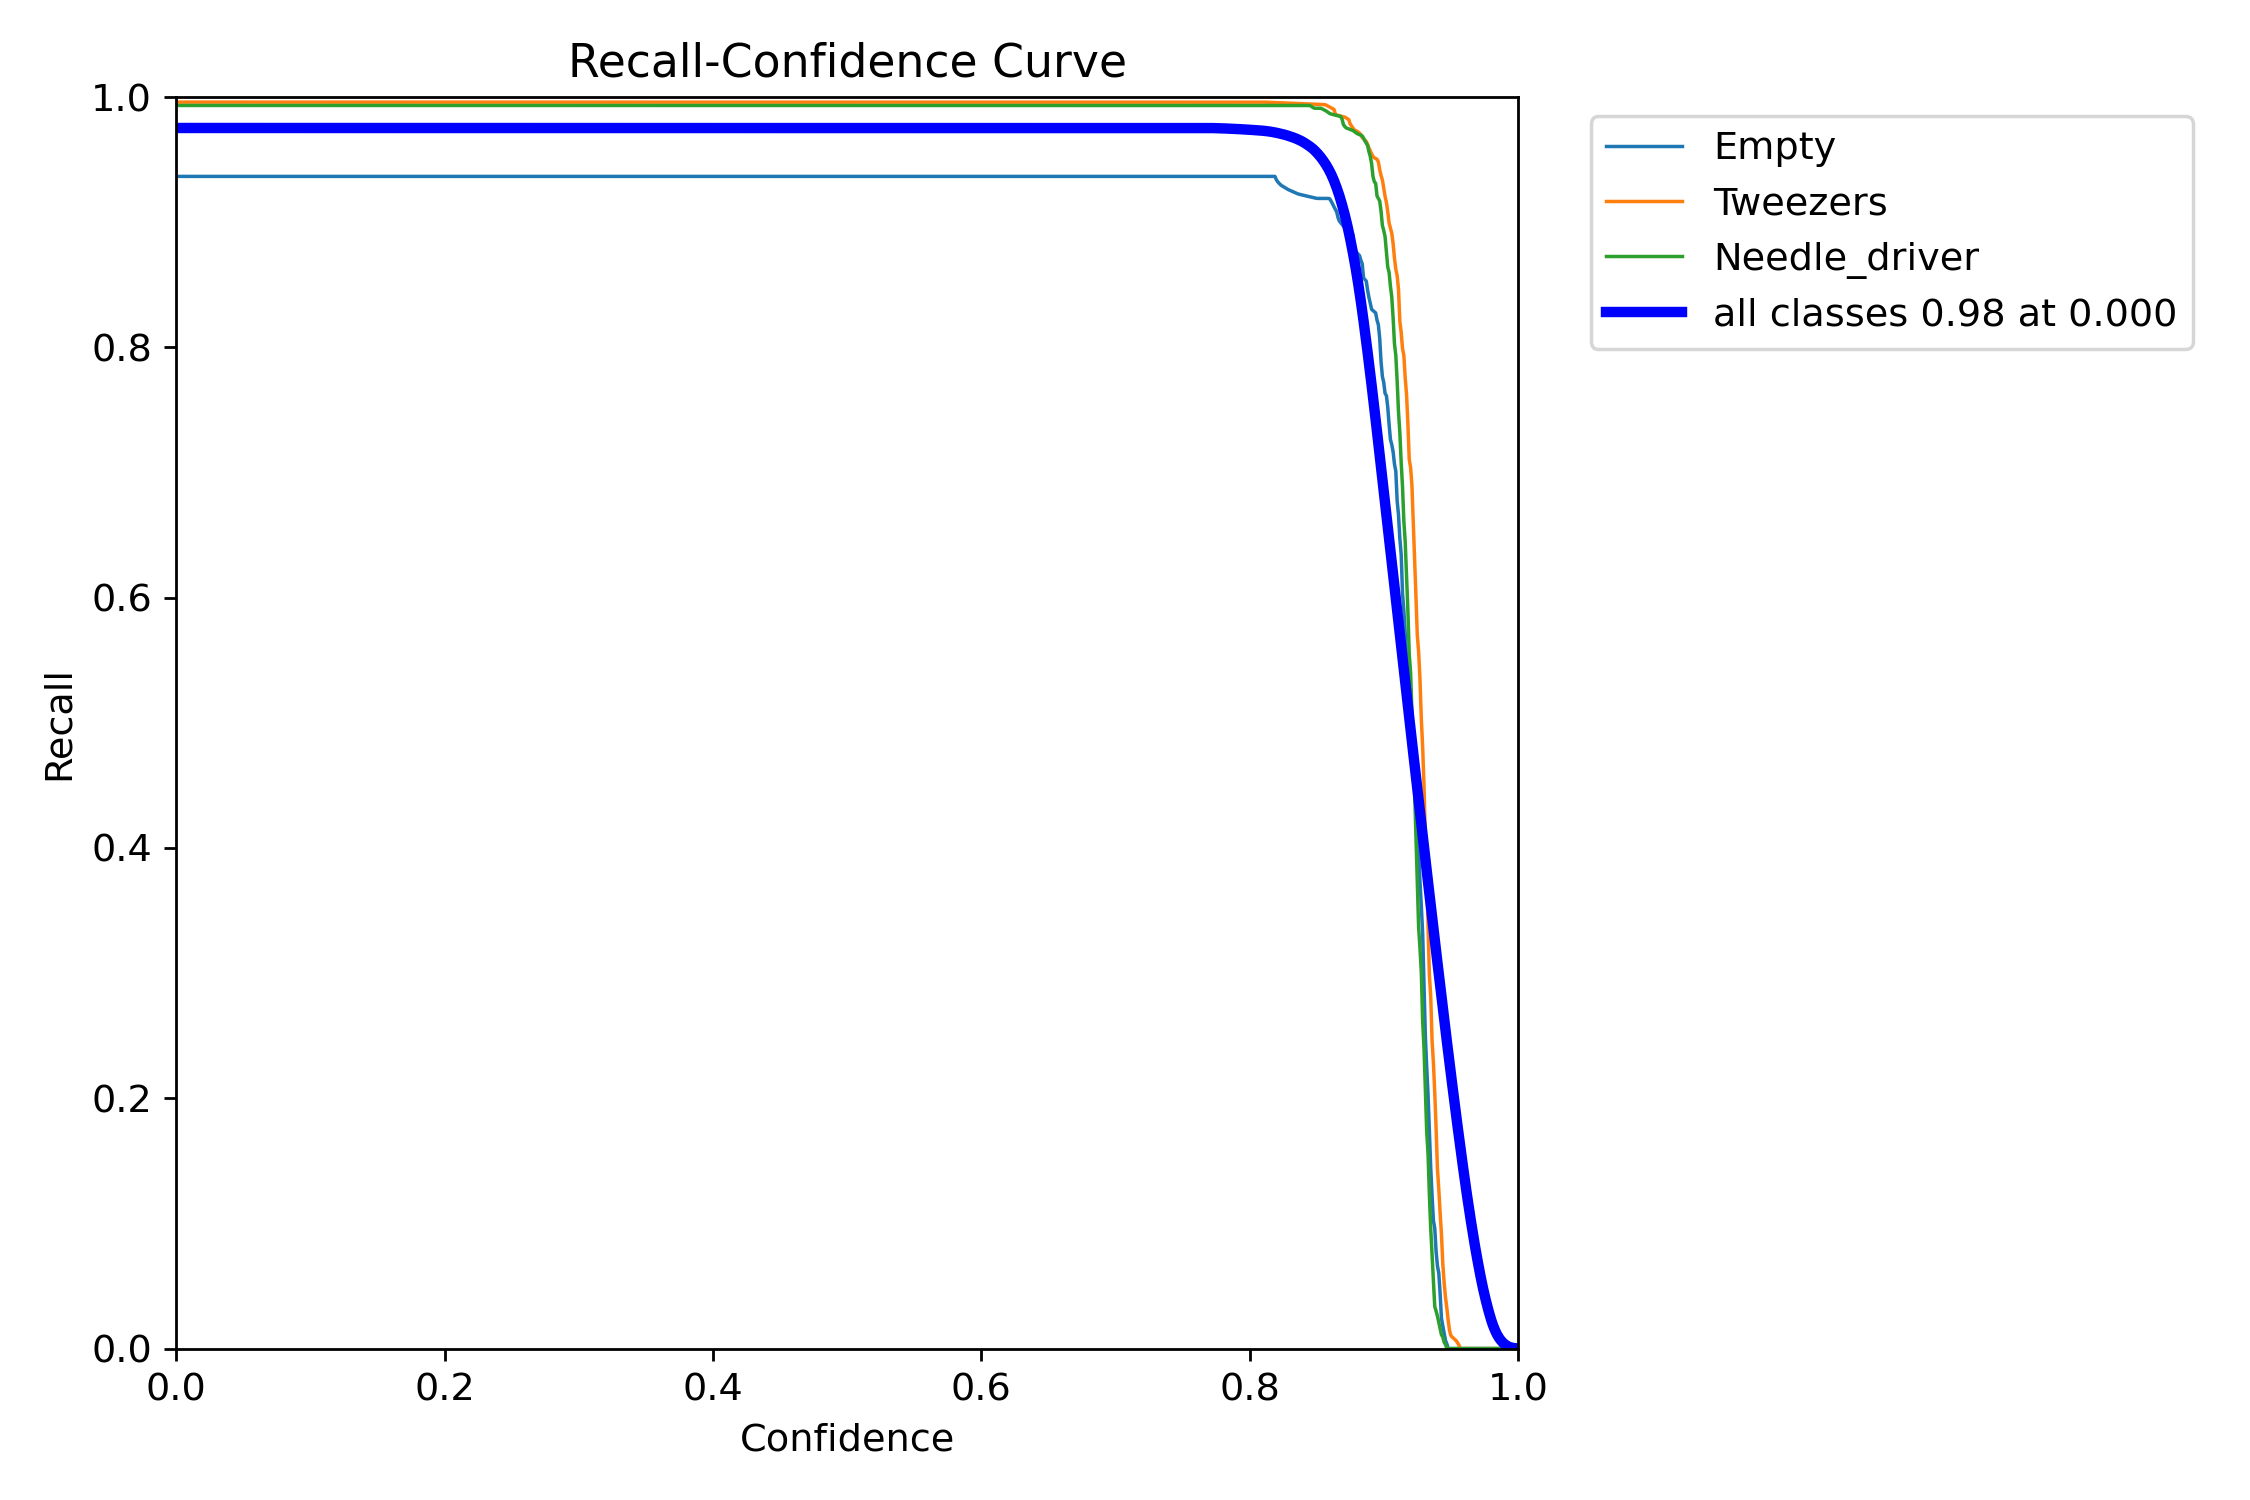 Recall-Confidence Curve
1.0
0.8
0.6
0.4
0.2
0.0
Recall
0.0 0.2 0.4 0.6 0.8 1.0
Confidence
Empty
Tweezers
Needle_driver
all classes 0.98 at 0.000